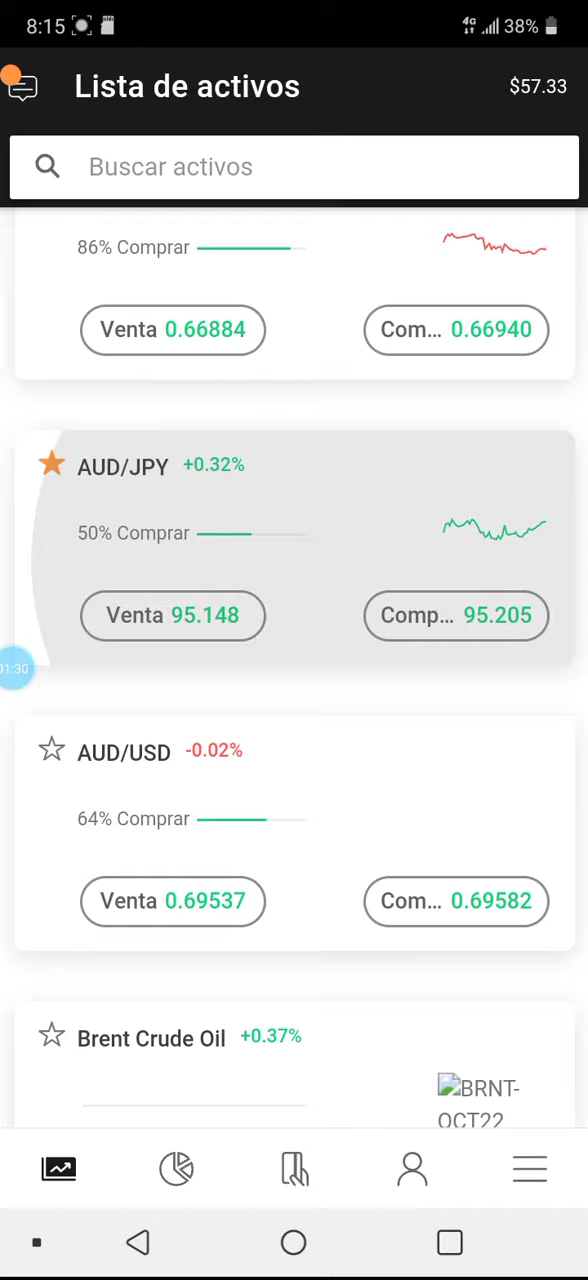 8:15 4G 38%
Lista de activos $57.33
Buscar activos
86% Comprar
Venta 0.66884 Com... 0.66940
AUD/JPY +0.32%
50% Comprar
Venta 95.148 Comp... 95.205
01:30
AUD/USD -0.02%
64% Comprar
Venta 0.69537 Com... 0.69582
Brent Crude Oil +0.37%
BRNT-
OCT22